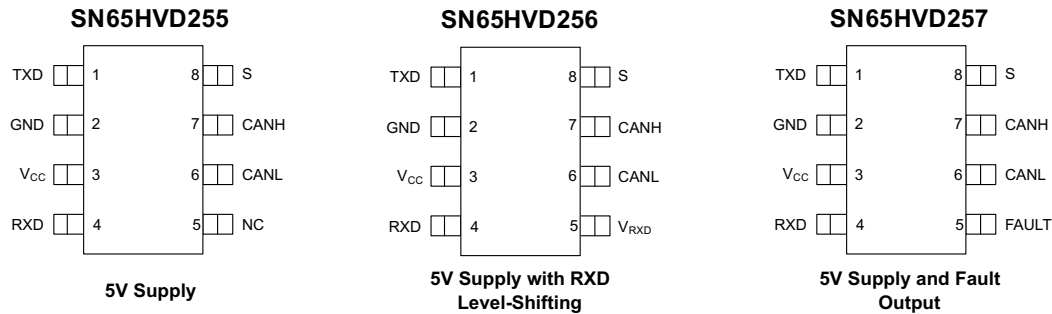 SN65HVD255
TXD 1 8 S
GND 2 7 CANH
VCC 3 6 CANL
RXD 4 5 NC
5V Supply
SN65HVD256
TXD 1 8 S
GND 2 7 CANH
VCC 3 6 CANL
RXD 4 5 VRXD
5V Supply with RXD
Level-Shifting
SN65HVD257
TXD 1 8 S
GND 2 7 CANH
VCC 3 6 CANL
RXD 4 5 FAULT
5V Supply and Fault
Output